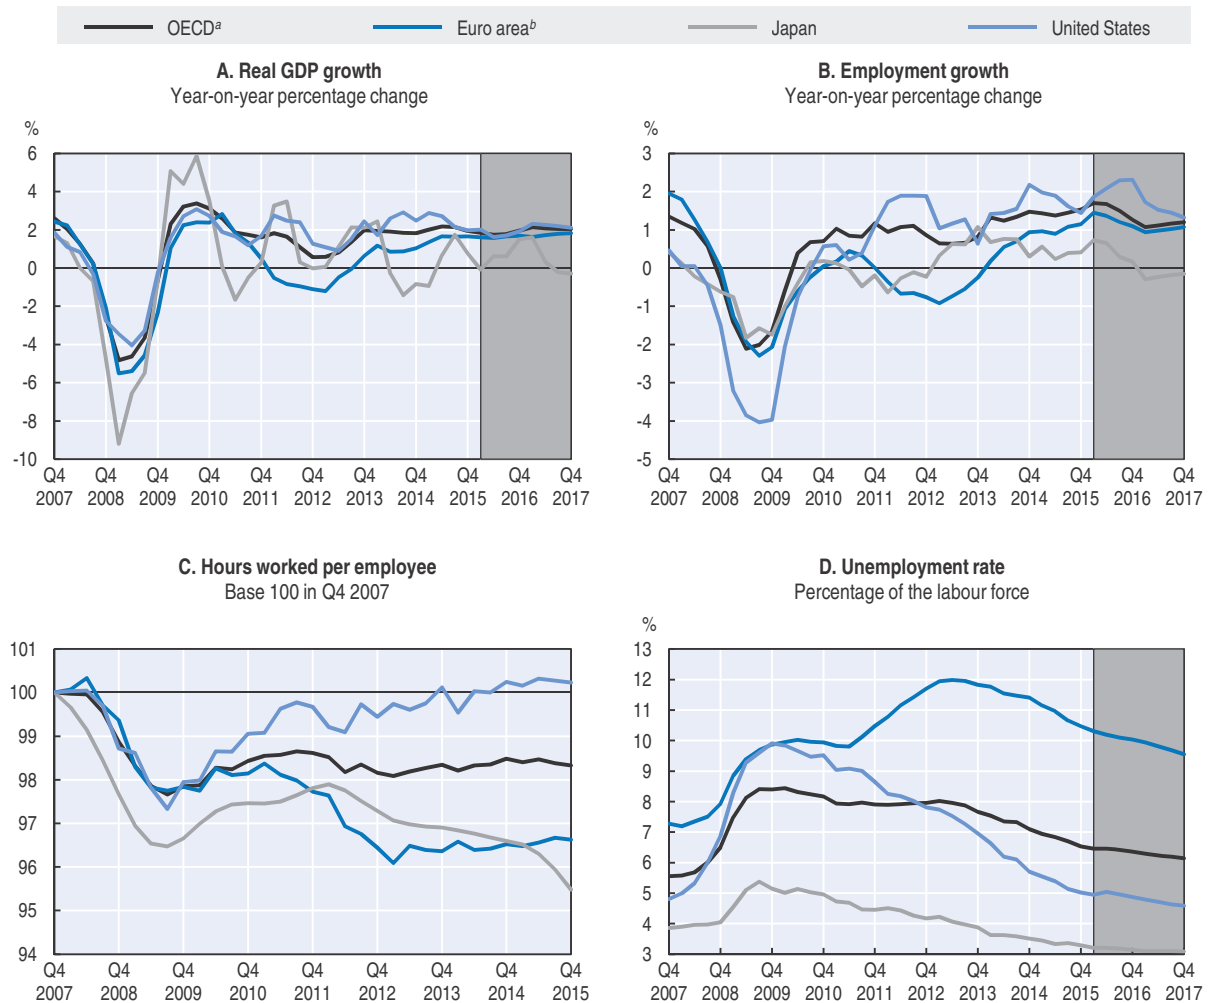 OECDa Euro areab Japan United States
A. Real GDP growth
Year-on-year percentage change
%
6
4
2
0
-2
-4
-6
-8
-10
Q4 Q4 Q4 Q4 Q4 Q4 Q4 Q4 Q4 Q4 Q4
2007 2008 2009 2010 2011 2012 2013 2014 2015 2016 2017
B. Employment growth
Year-on-year percentage change
%
3
2
1
0
-1
-2
-3
-4
-5
Q4 Q4 Q4 Q4 Q4 Q4 Q4 Q4 Q4 Q4 Q4
2007 2008 2009 2010 2011 2012 2013 2014 2015 2016 2017
C. Hours worked per employee
Base 100 in Q4 2007
101
100
99
98
97
96
95
94
Q4 Q4 Q4 Q4 Q4 Q4 Q4 Q4 Q4
2007 2008 2009 2010 2011 2012 2013 2014 2015
D. Unemployment rate
Percentage of the labour force
%
13
12
11
10
9
8
7
6
5
4
3
Q4 Q4 Q4 Q4 Q4 Q4 Q4 Q4 Q4 Q4 Q4
2007 2008 2009 2010 2011 2012 2013 2014 2015 2016 2017